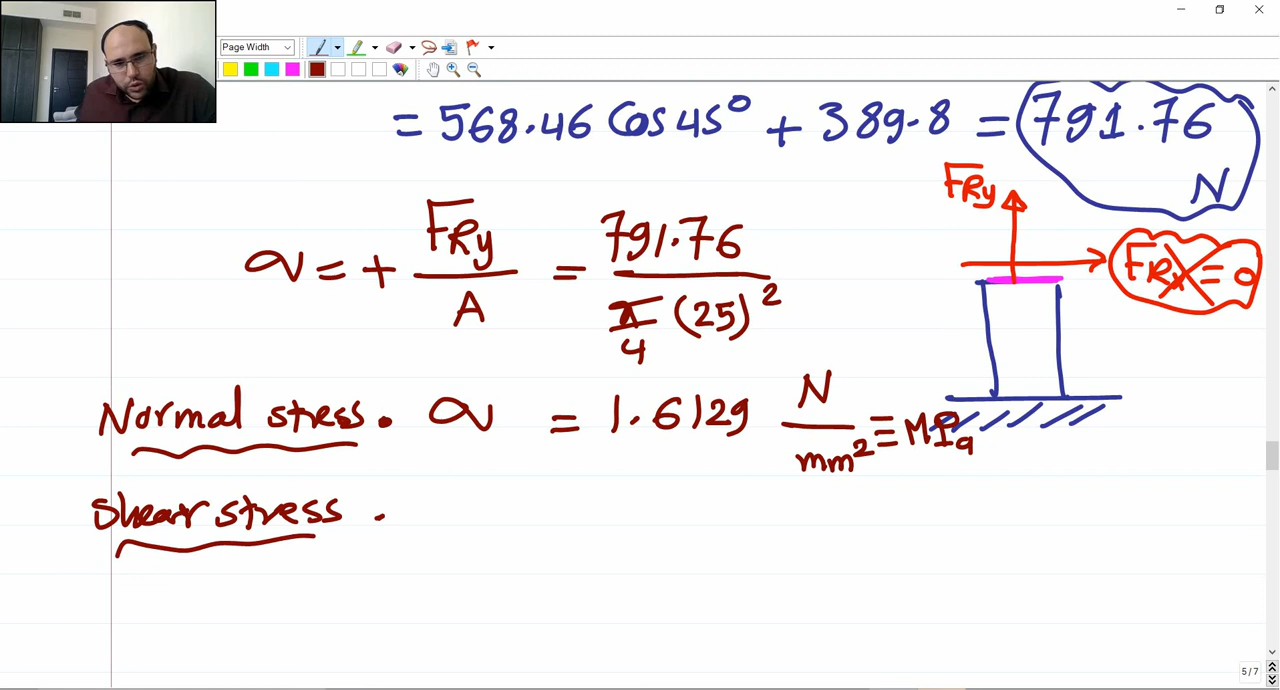 Page Width
= 568.46 Cos 45° + 389.8 = 791.76 N
FRy
FRx = 0
σ = + FRy / A = 791.76 / π/4 (25)²
Normal stress. σ = 1.6129 N/mm² ≡ MPa
Shear stress.
5/7